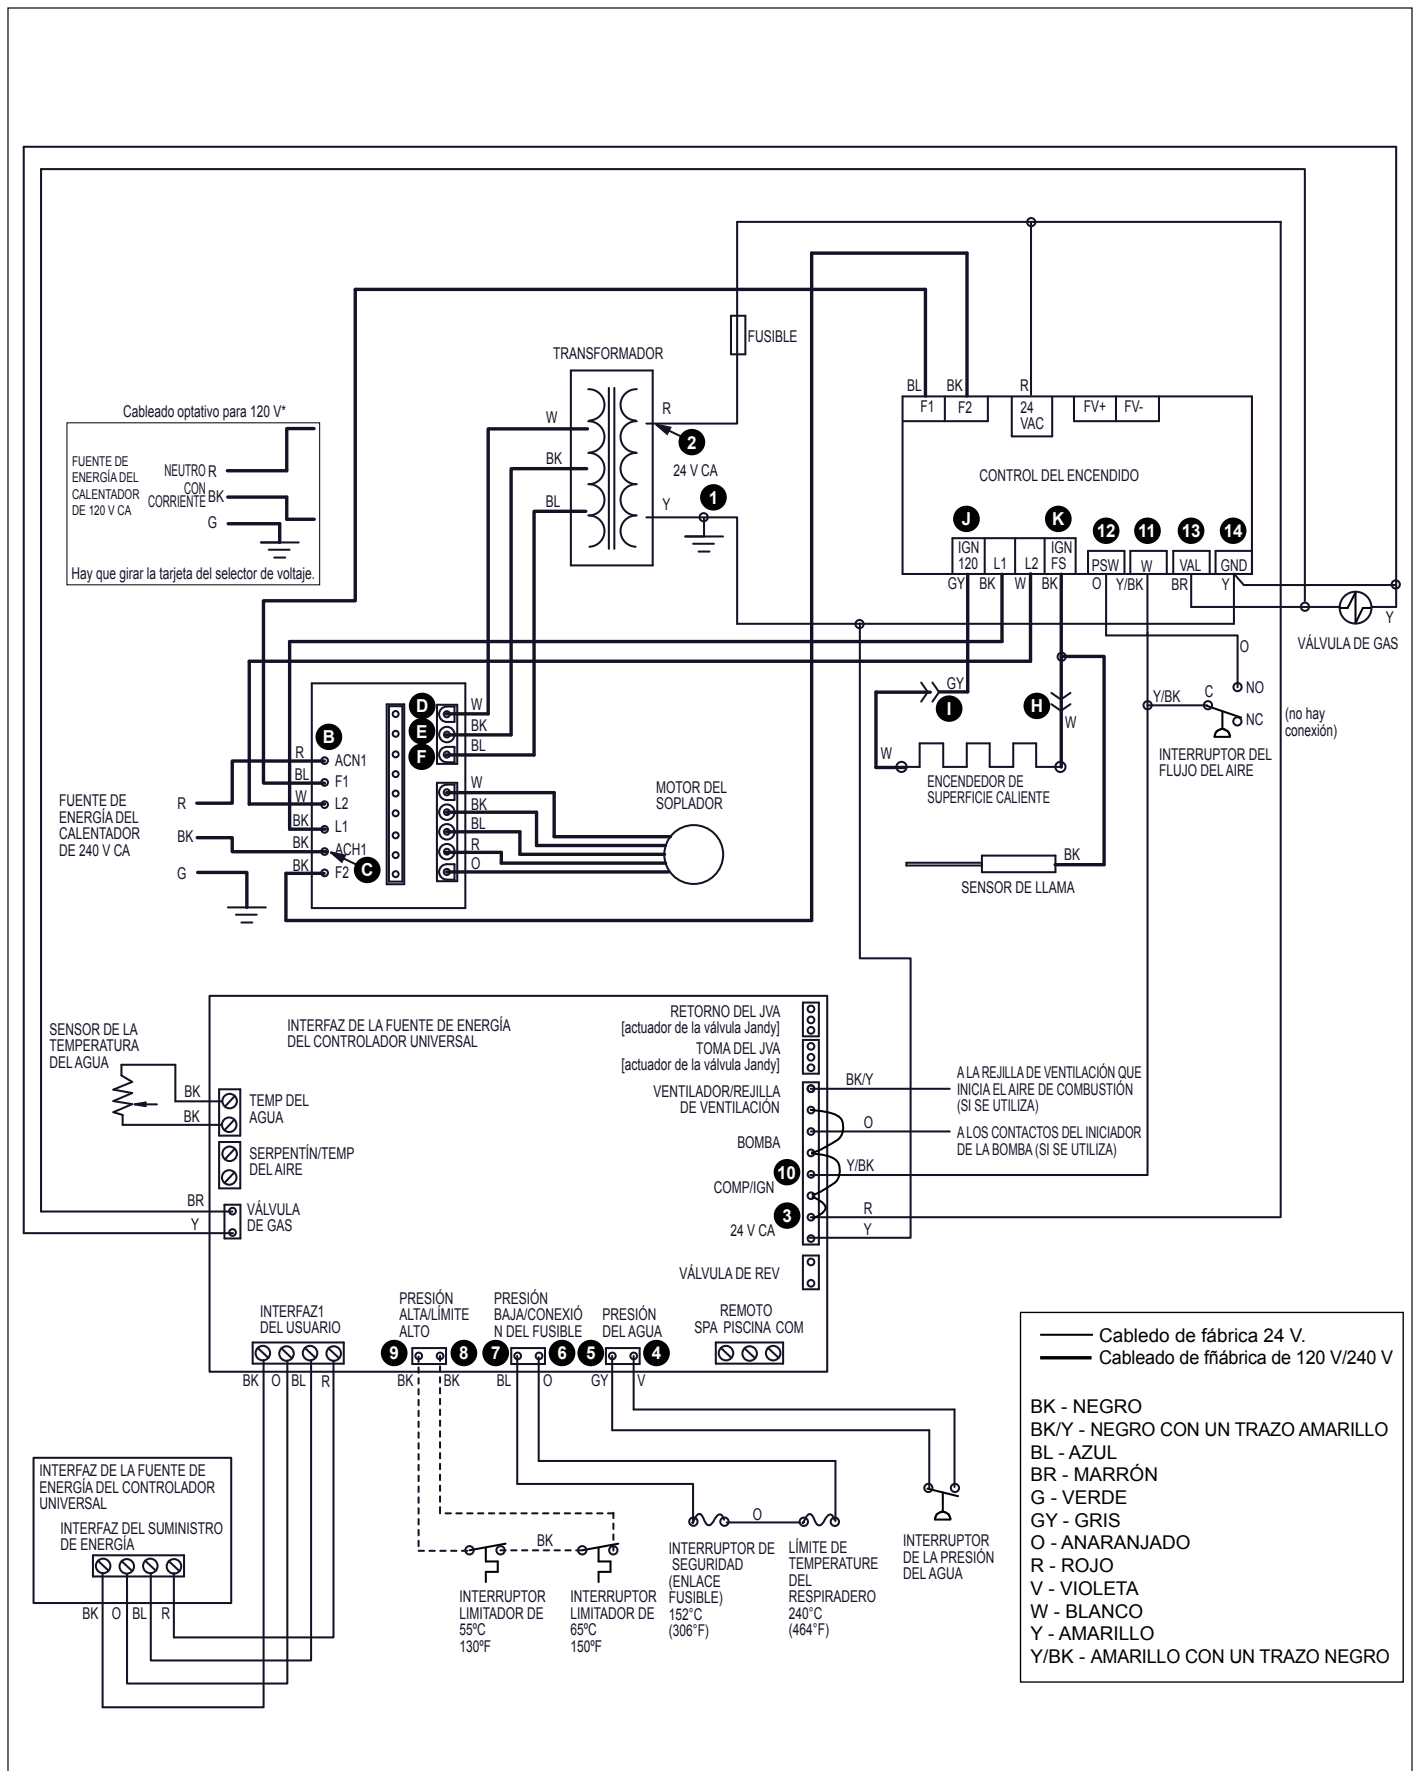 FUSIBLE
TRANSFORMADOR
BL
BK
R
F1
F2
24
VAC
FV+
FV-
CONTROL DEL ENCENDIDO
Cableado optativo para 120 V*
FUENTE DE
ENERGÍA DEL
CALENTADOR
DE 120 V CA
NEUTRO R
CON
CORRIENTE BK
G
Hay que girar la tarjeta del selector de voltaje.
W
BK
BL
R
2
24 V CA
1
Y
J
K
12
11
13
14
IGN
120
L1
L2
IGN
FS
PSW
W
VAL
GND
GY
BK
W
BK
O
Y/BK
BR
Y
Y
VÁLVULA DE GAS
O
NO
C
NC
Y/BK
(no hay
conexión)
INTERRUPTOR DEL
FLUJO DEL AIRE
GY
I
H
W
W
ENCENDEDOR DE
SUPERFICIE CALIENTE
BK
SENSOR DE LLAMA
D
E
F
W
BK
BL
B
R
ACN1
BL
F1
W
L2
BK
L1
BK
ACH1
BK
F2
C
W
BK
BL
R
O
MOTOR DEL
SOPLADOR
FUENTE DE
ENERGÍA DEL
CALENTADOR
DE 240 V CA
R
BK
G
SENSOR DE LA
TEMPERATURA
DEL AGUA
INTERFAZ DE LA FUENTE DE ENERGÍA
DEL CONTROLADOR UNIVERSAL
RETORNO DEL JVA
[actuador de la válvula Jandy]
TOMA DEL JVA
[actuador de la válvula Jandy]
VENTILADOR/REJILLA
DE VENTILACIÓN
BOMBA
10
COMP/IGN
3
24 V CA
VÁLVULA DE REV
BK/Y
O
Y/BK
R
Y
A LA REJILLA DE VENTILACIÓN QUE
INICIA EL AIRE DE COMBUSTIÓN
(SI SE UTILIZA)
A LOS CONTACTOS DEL INICIADOR
DE LA BOMBA (SI SE UTILIZA)
BK
BK
TEMP DEL
AGUA
SERPENTÍN/TEMP
DEL AIRE
BR
Y
VÁLVULA
DE GAS
INTERFAZ1
DEL USUARIO
PRESIÓN
ALTA/LÍMITE
ALTO
PRESIÓN
BAJA/CONEXIÓ
N DEL FUSIBLE
PRESIÓN
DEL AGUA
REMOTO
SPA PISCINA COM
9
8
7
6
5
4
BK
O
BL
R
BK
BK
BL
O
GY
V
INTERFAZ DE LA FUENTE DE
ENERGÍA DEL CONTROLADOR
UNIVERSAL
INTERFAZ DEL SUMINISTRO
DE ENERGÍA
BK
O
BL
R
BK
INTERRUPTOR
LIMITADOR DE
55ºC
130ºF
INTERRUPTOR
LIMITADOR DE
65ºC
150ºF
O
INTERRUPTOR DE
SEGURIDAD
(ENLACE
FUSIBLE)
152°C
(306°F)
LÍMITE DE
TEMPERATURE
DEL
RESPIRADERO
240°C
(464°F)
INTERRUPTOR
DE LA PRESIÓN
DEL AGUA
Cabledo de fábrica 24 V.
Cableado de fñábrica de 120 V/240 V
BK - NEGRO
BK/Y - NEGRO CON UN TRAZO AMARILLO
BL - AZUL
BR - MARRÓN
G - VERDE
GY - GRIS
O - ANARANJADO
R - ROJO
V - VIOLETA
W - BLANCO
Y - AMARILLO
Y/BK - AMARILLO CON UN TRAZO NEGRO